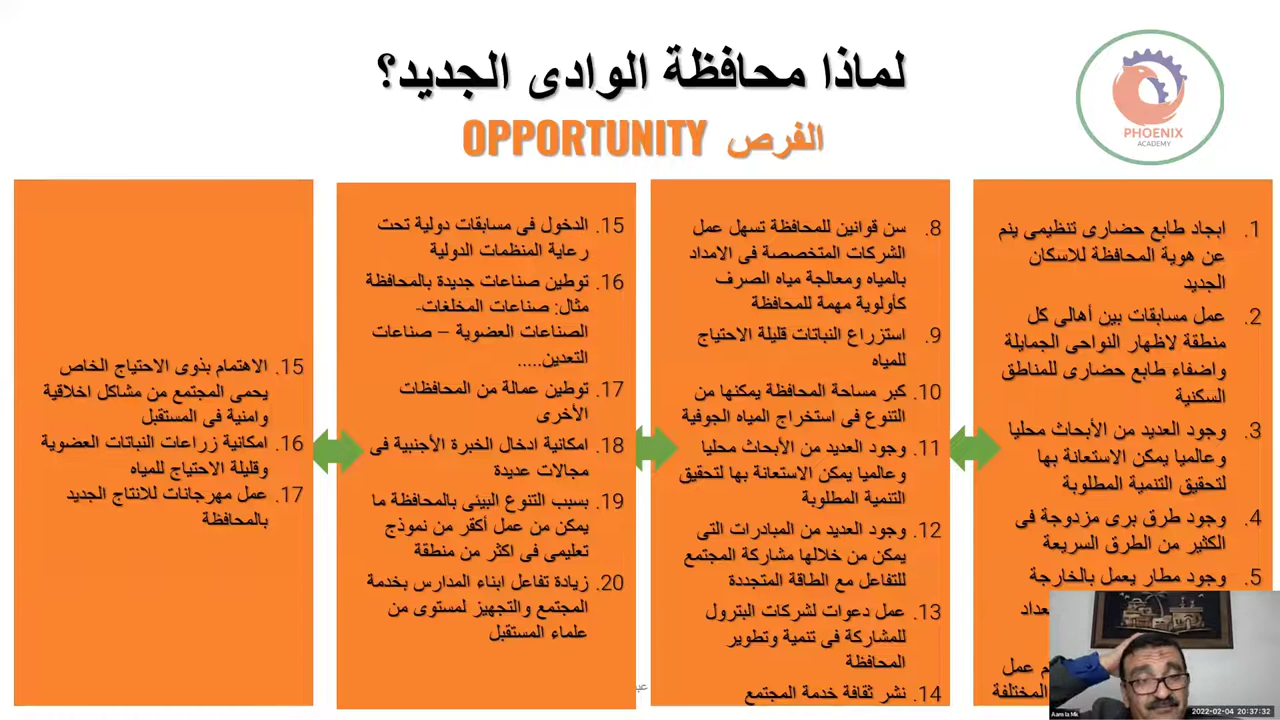 لماذا محافظة الوادى الجديد؟
الفرص OPPORTUNITY
PHOENIX
ACADEMY
1. ابجاد طابع حضارى تنظيمى ينم
عن هوية المحافظة للاسكان
الجديد
2. عمل مسابقات بين أهالى كل
منطقة لاظهار النواحى الجمايلة
واضفاء طابع حضارى للمناطق
السكنية
3. وجود العديد من الأبحاث محليا
وعالميا يمكن الاستعانة بها
لتحقيق التنمية المطلوبة
4. وجود طرق برى مزدوجة فى
الكثير من الطرق السريعة
5. وجود مطار يعمل بالخارجة
عداد
عمل
المختلفة
8. سن قوانين للمحافظة تسهل عمل
الشركات المتخصصة فى الامداد
بالمياه ومعالجة مياه الصرف
كأولوية مهمة للمحافظة
9. استزراع النباتات قليلة الاحتياج
للمياه
10. كبر مساحة المحافظة يمكنها من
التنوع فى استخراج المياه الجوفية
11. وجود العديد من الأبحاث محليا
وعالميا يمكن الاستعانة بها لتحقيق
التنمية المطلوبة
12. وجود العديد من المبادرات التى
يمكن من خلالها مشاركة المجتمع
للتفاعل مع الطاقة المتجددة
13. عمل دعوات لشركات البترول
للمشاركة فى تنمية وتطوير
المحافظة
14. نشر ثقافة خدمة المجتمع
15. الدخول فى مسابقات دولية تحت
رعاية المنظمات الدولية
16. توطين صناعات جديدة بالمحافظة
مثال: صناعات المخلفات-
الصناعات العضوية – صناعات
التعدين.....
17. توطين عمالة من المحافظات
الأخرى
18. امكانية ادخال الخبرة الأجنبية فى
مجالات عديدة
19. بسبب التنوع البيئى بالمحافظة ما
يمكن من عمل أكقر من نموذج
تعليمى فى اكثر من منطقة
20. زيادة تفاعل ابناء المدارس بخدمة
المجتمع والتجهيز لمستوى من
علماء المستقبل
15. الاهتمام بذوى الاحتياج الخاص
يحمى المجتمع من مشاكل اخلاقية
وامنية فى المستقبل
16. امكانية زراعات النباتات العضوية
وقليلة الاحتياج للمياه
17. عمل مهرجانات للانتاج الجديد
بالمحافظة
2022-02-04 20:37:32